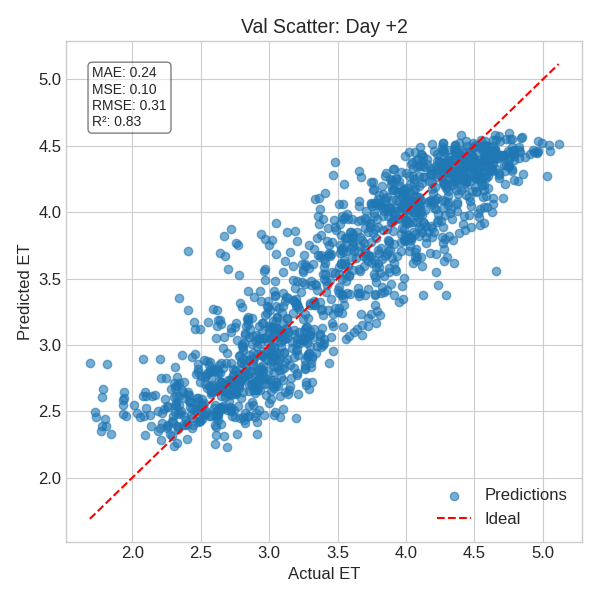 Val Scatter: Day +2
MAE: 0.24
MSE: 0.10
RMSE: 0.31
R²: 0.83
5.0
4.5
4.0
3.5
3.0
2.5
2.0
Predicted ET
Predictions
Ideal
2.0 2.5 3.0 3.5 4.0 4.5 5.0
Actual ET